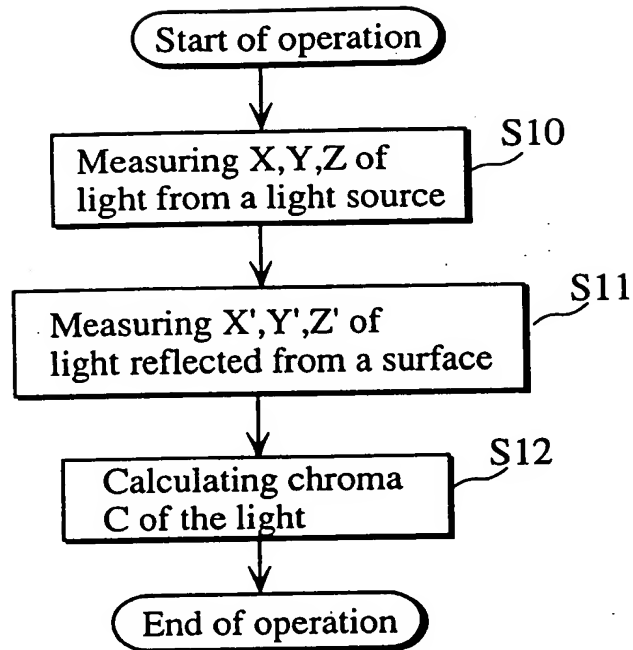 Start of operation
S10
Measuring X,Y,Z of
light from a light source
S11
Measuring X',Y',Z' of
light reflected from a surface
S12
Calculating chroma
C of the light
End of operation